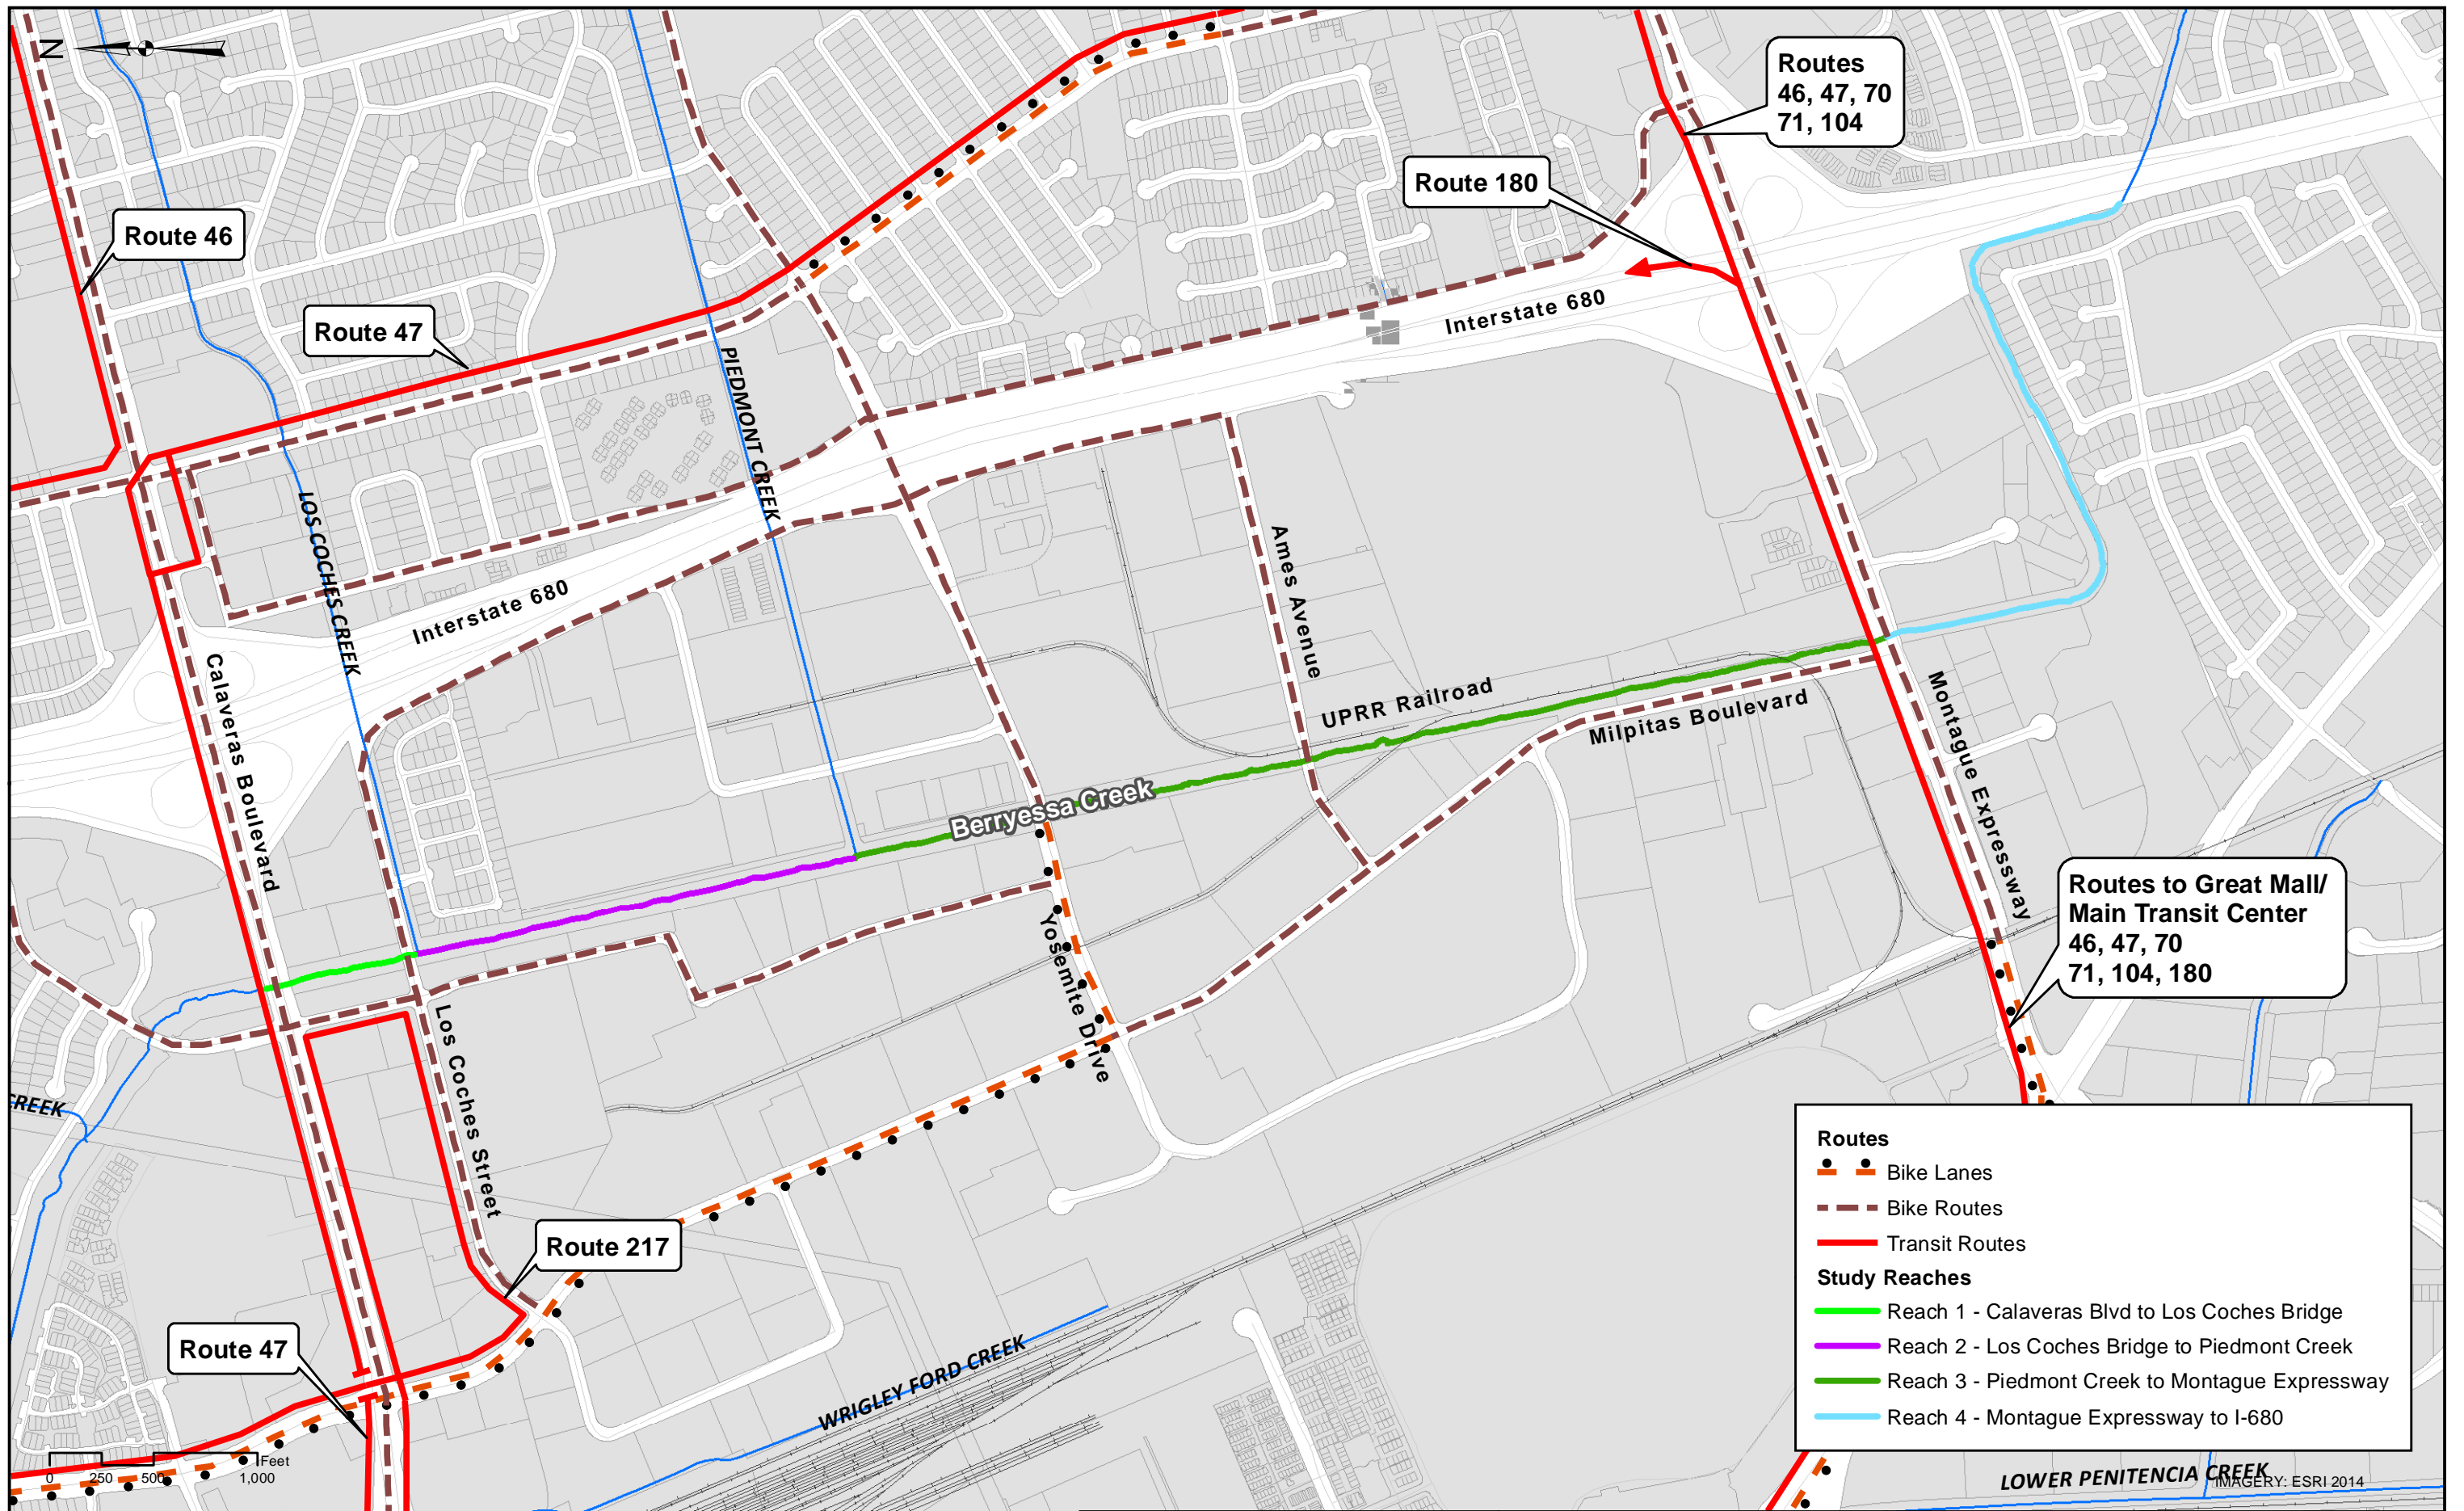 N
Routes
46, 47, 70
71, 104
Route 180
Route 46
Route 47
Interstate 680
PIEDMONT CREEK
LOS COCHES CREEK
Ames Avenue
Interstate 680
Calaveras Boulevard
UPRR Railroad
Milpitas Boulevard
Montague Expressway
Berryessa Creek
Routes to Great Mall/
Main Transit Center
46, 47, 70
71, 104, 180
Yosemite Drive
Los Coches Street
CREEK
Route 217
Route 47
WRIGLEY FORD CREEK
Routes
Bike Lanes
Bike Routes
Transit Routes
Study Reaches
Reach 1 - Calaveras Blvd to Los Coches Bridge
Reach 2 - Los Coches Bridge to Piedmont Creek
Reach 3 - Piedmont Creek to Montague Expressway
Reach 4 - Montague Expressway to I-680
Feet
0 250 500 1,000
LOWER PENITENCIA CREEK
IMAGERY: ESRI 2014